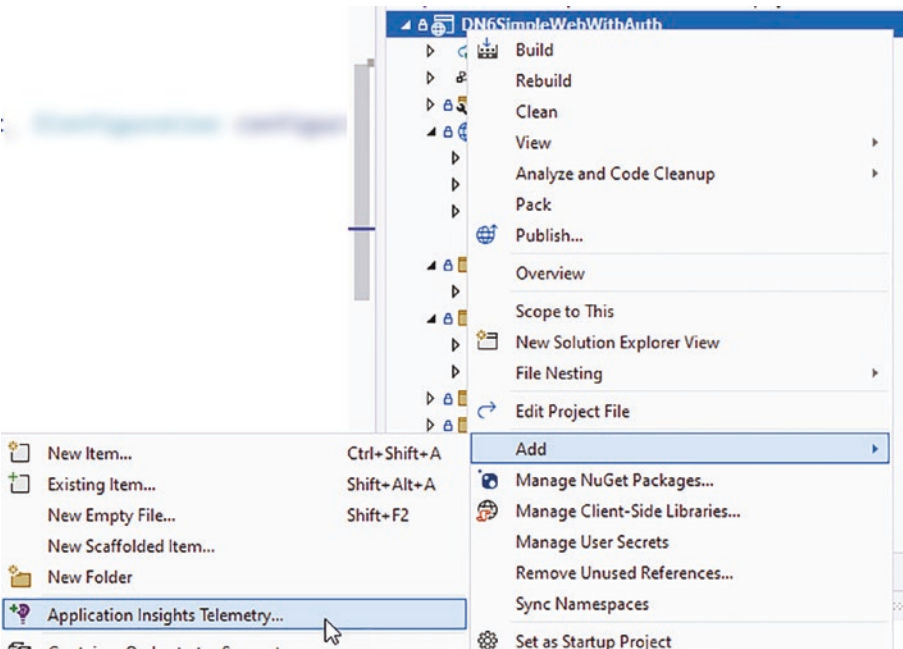 DN6SimpleWebWithAuth
Build
Rebuild
Clean
View
Analyze and Code Cleanup
Pack
Publish...
Overview
Scope to This
New Solution Explorer View
File Nesting
Edit Project File
Add
Manage NuGet Packages...
Manage Client-Side Libraries...
Manage User Secrets
Remove Unused References...
Sync Namespaces
Set as Startup Project
New Item... Ctrl+Shift+A
Existing Item... Shift+Alt+A
New Empty File... Shift+F2
New Scaffolded Item...
New Folder
Application Insights Telemetry...